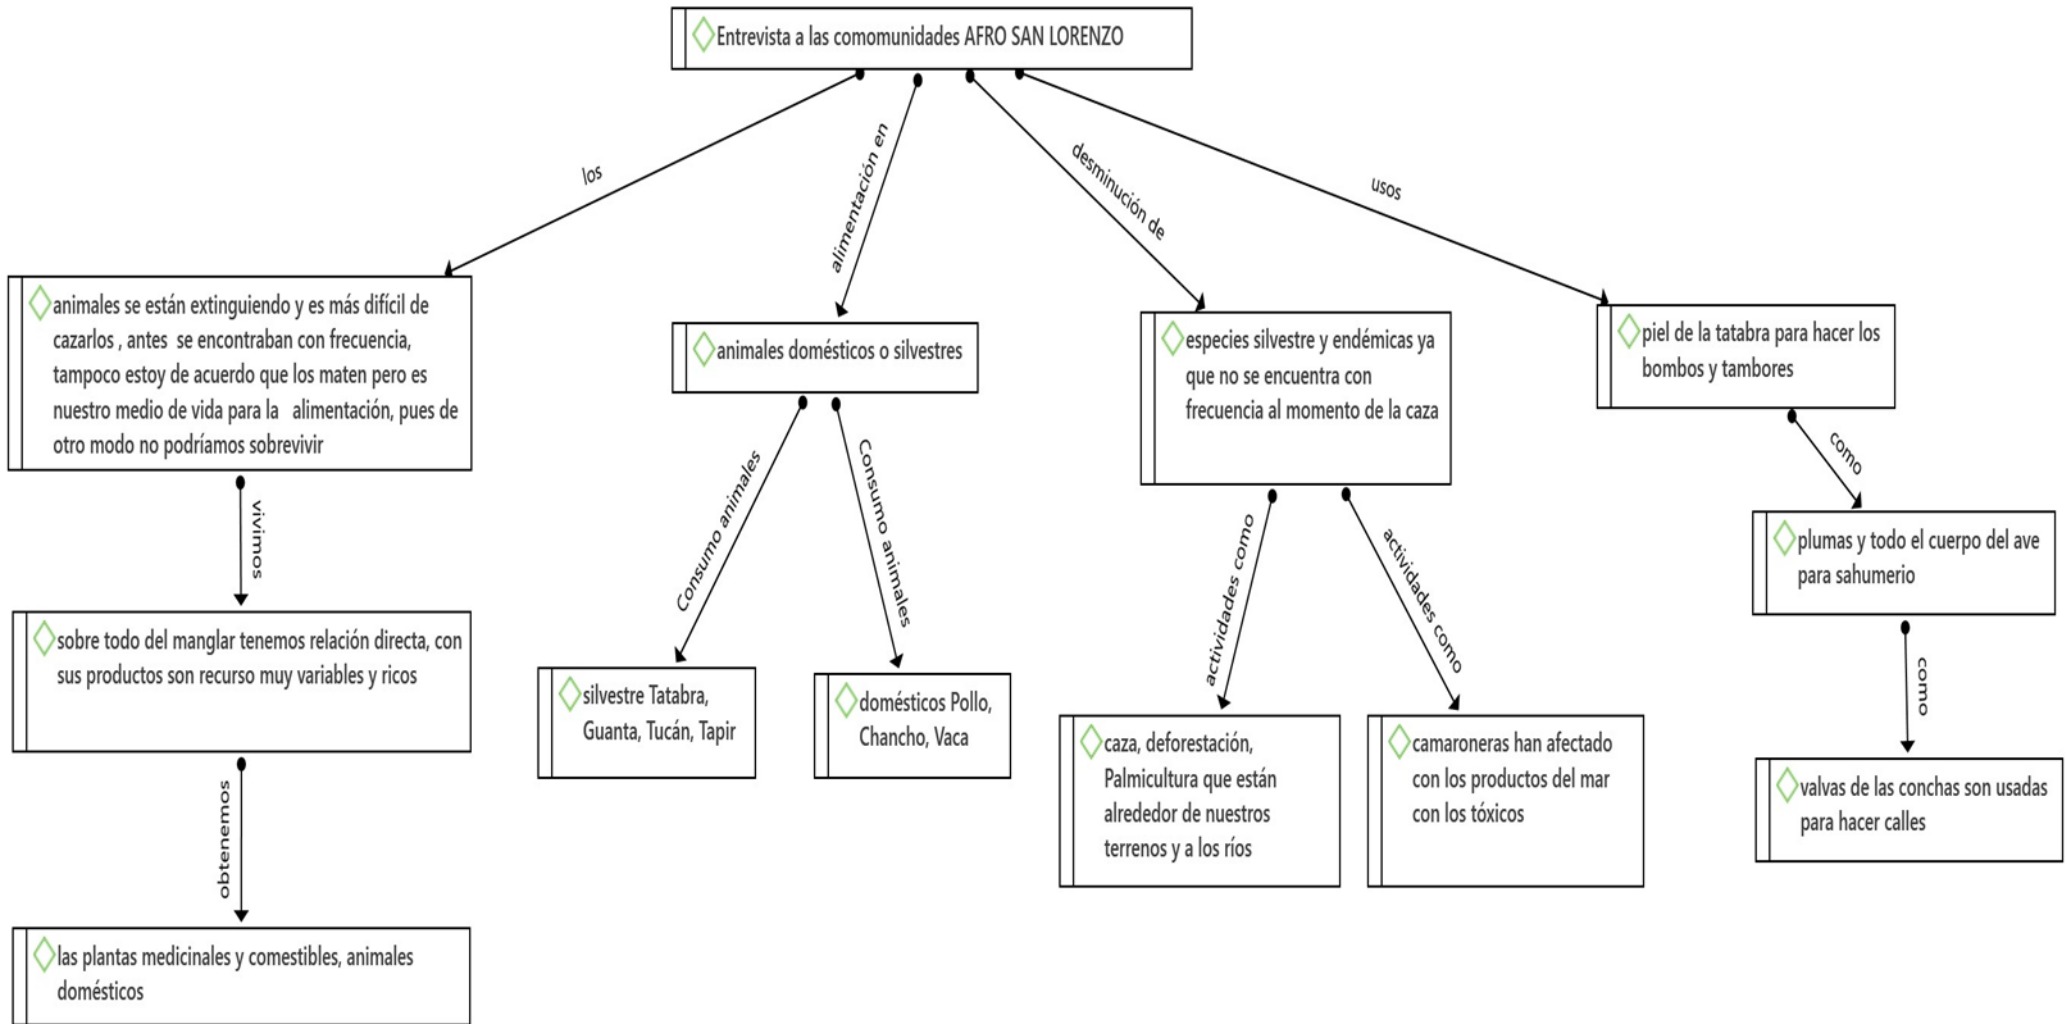 Entrevista a las comomunidades AFRO SAN LORENZO
los
alimentación en
desminución de
usos
animales se están extinguiendo y es más difícil de
cazarlos , antes se encontraban con frecuencia,
tampoco estoy de acuerdo que los maten pero es
nuestro medio de vida para la alimentación, pues de
otro modo no podríamos sobrevivir
animales domésticos o silvestres
especies silvestre y endémicas ya
que no se encuentra con
frecuencia al momento de la caza
piel de la tatabra para hacer los
bombos y tambores
vivimos
Consumo animales
Consumo animales
actividades como
actividades como
como
sobre todo del manglar tenemos relación directa, con
sus productos son recurso muy variables y ricos
silvestre Tatabra,
Guanta, Tucán, Tapir
domésticos Pollo,
Chancho, Vaca
caza, deforestación,
Palmicultura que están
alrededor de nuestros
terrenos y a los ríos
camaroneras han afectado
con los productos del mar
con los tóxicos
plumas y todo el cuerpo del ave
para sahumerio
como
valvas de las conchas son usadas
para hacer calles
obtenemos
las plantas medicinales y comestibles, animales
domésticos